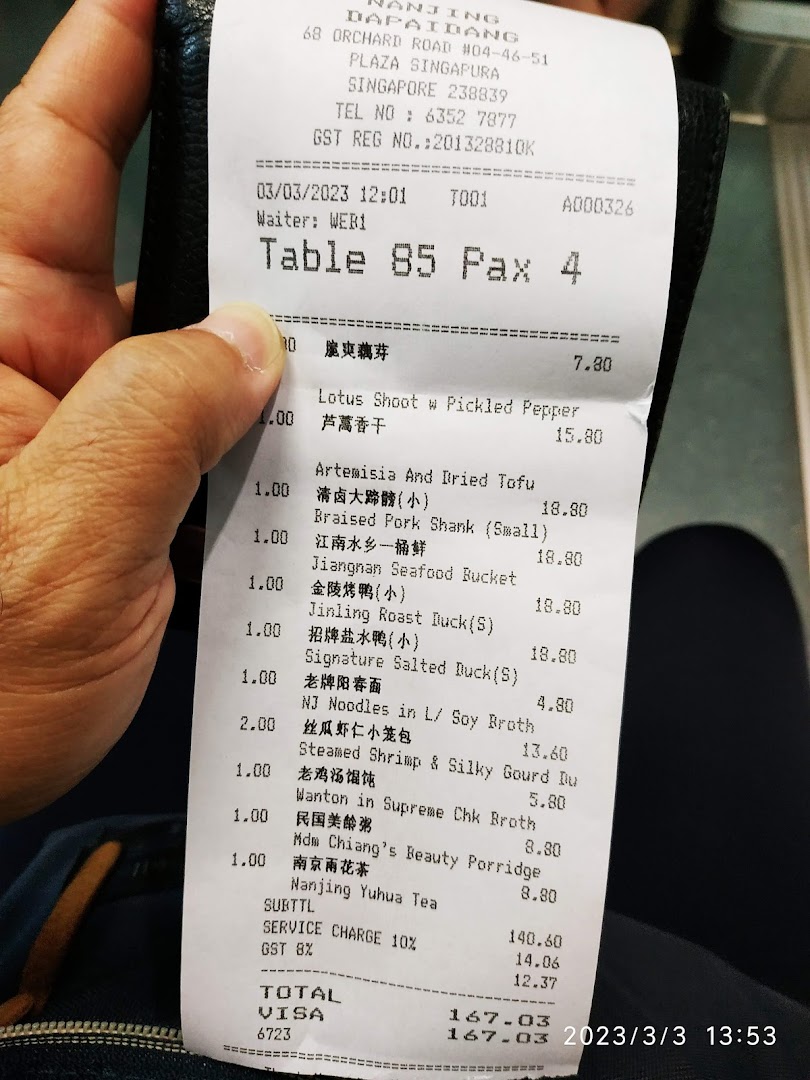 NANJING
DAPAIDANG
68 ORCHARD ROAD #04-46-51
PLAZA SINGAPURA
SINGAPORE 238839
TEL NO : 6352 7877
GST REG NO.:201328810K
03/03/2023 12:01 T001 A000326
Waiter: WEB1
Table 85 Pax 4
00 脆爽藕芽 7.80
Lotus Shoot w Pickled Pepper
1.00 芦蒿香干 15.80
Artemisia And Dried Tofu
1.00 清卤大蹄髈(小) 18.80
Braised Pork Shank (Small)
1.00 江南水乡一桶鲜 18.80
Jiangnan Seafood Bucket
1.00 金陵烤鸭(小) 18.80
Jinling Roast Duck(S)
1.00 招牌盐水鸭(小) 18.80
Signature Salted Duck(S)
1.00 老牌阳春面 4.80
NJ Noodles in L/ Soy Broth
2.00 丝瓜虾仁小笼包 13.60
Steamed Shrimp & Silky Gourd Du
1.00 老鸡汤馄饨 5.80
Wanton in Supreme Chk Broth
1.00 民国美龄粥 8.80
Mdm Chiang's Beauty Porridge
1.00 南京雨花茶 8.80
Nanjing Yuhua Tea
SUBTTL 140.60
SERVICE CHARGE 10% 14.06
GST 8% 12.37
TOTAL 167.03
VISA 167.03
6723
2023/3/3 13:53